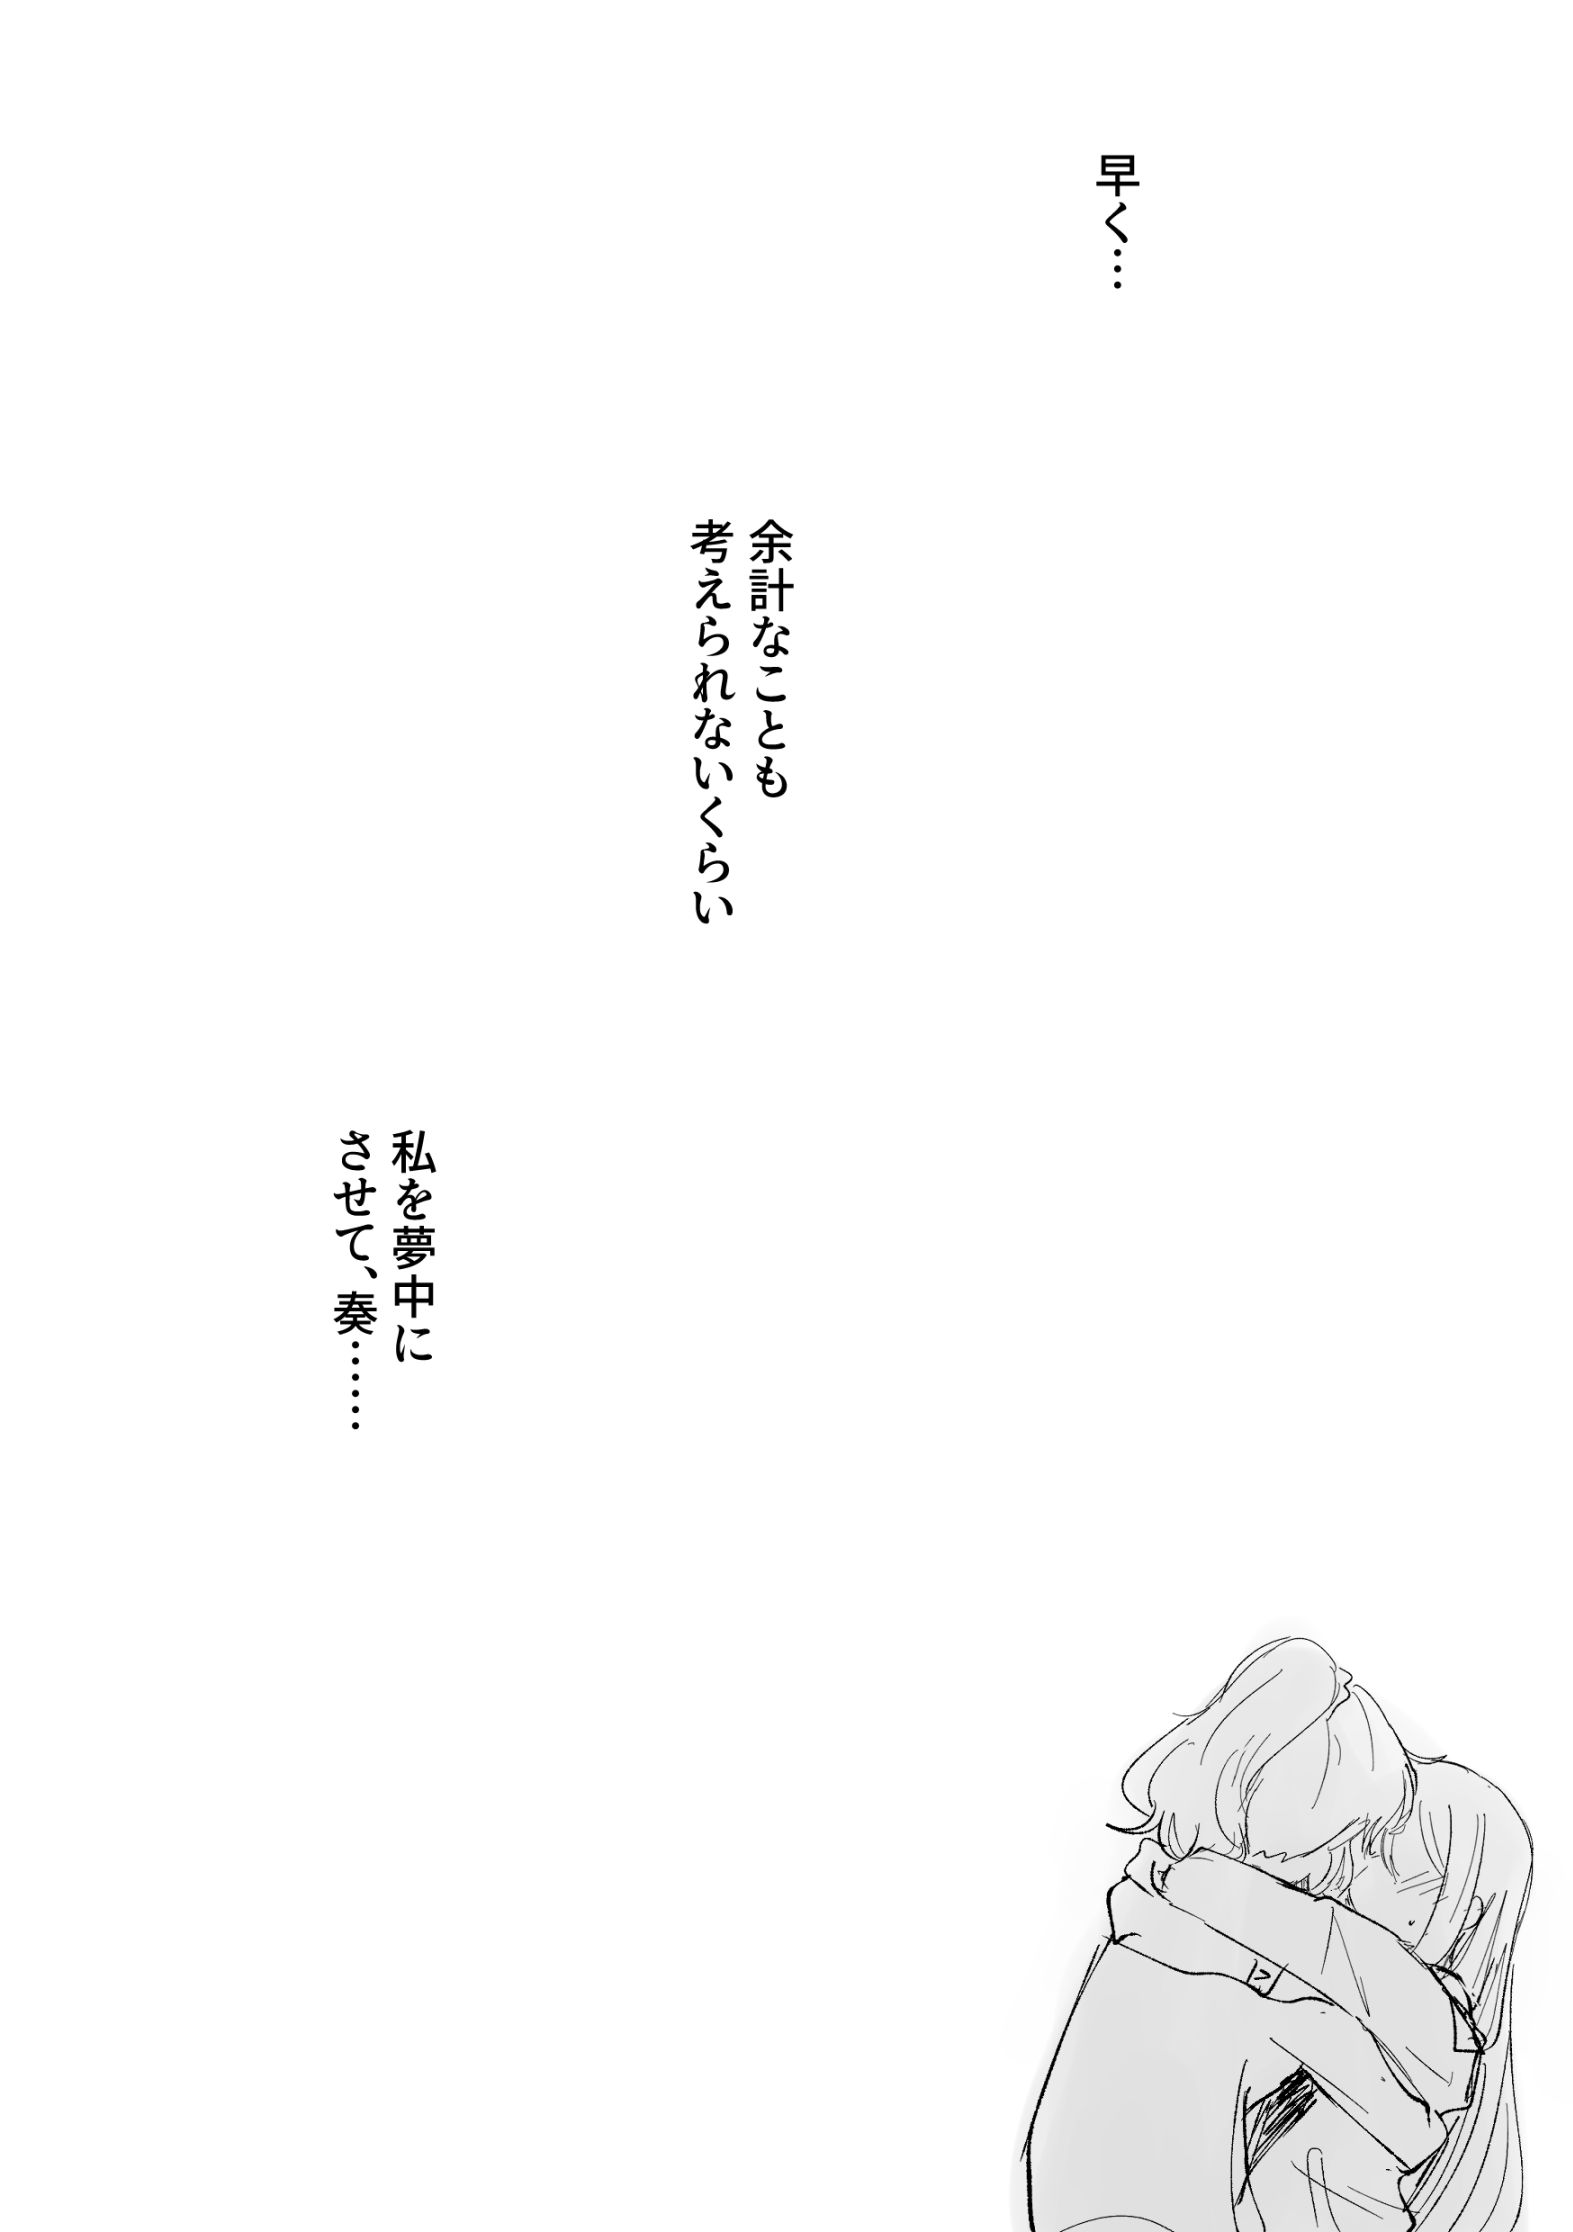 早く…
余計なことも
考えられないくらい
私を夢中に
させて、奏……